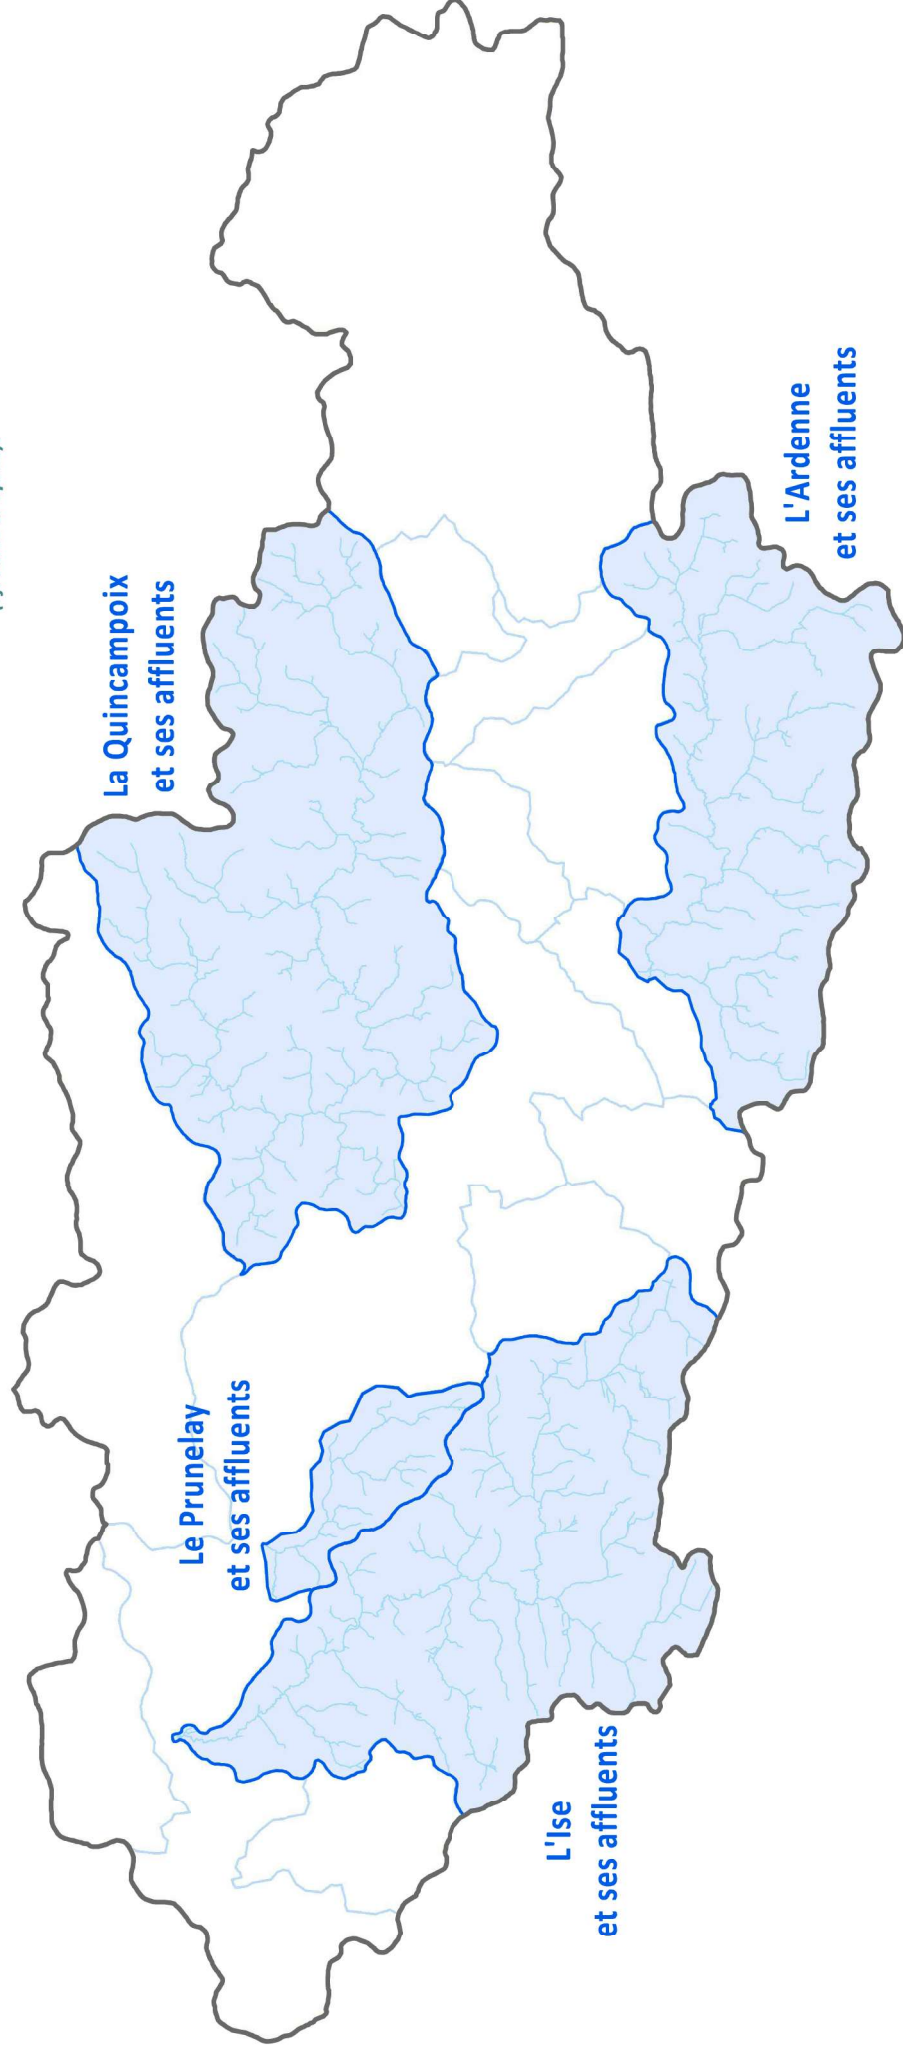 La Quincampoix
et ses affluents
Le Prunelay
et ses affluents
L'Ardenne
et ses affluents
L'Ise
et ses affluents